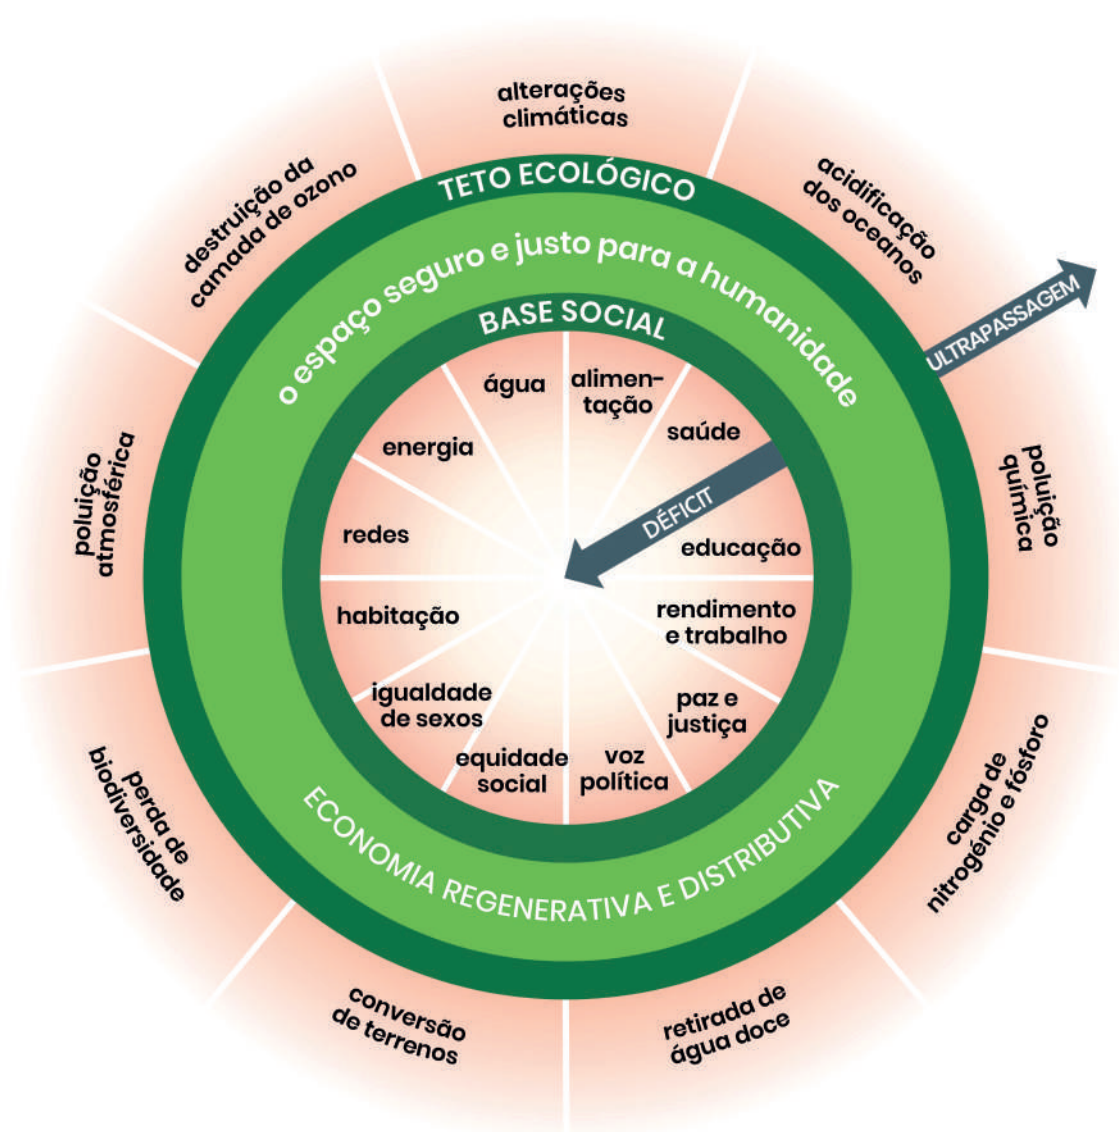 alterações
climáticas
acidificação
dos oceanos
ULTRAPASSAGEM
poluição
química
carga de
nitrogénio e fósforo
retirada de
água doce
conversão
de terrenos
perda de
biodiversidade
poluição
atmosférica
destruição da
camada de ozono
TETO ECOLÓGICO
o espaço seguro e justo para a humanidade
BASE SOCIAL
água
alimen-
tação
saúde
DÉFICIT
educação
rendimento
e trabalho
paz e
justiça
voz
política
equidade
social
igualdade
de sexos
habitação
redes
energia
ECONOMIA REGENERATIVA E DISTRIBUTIVA